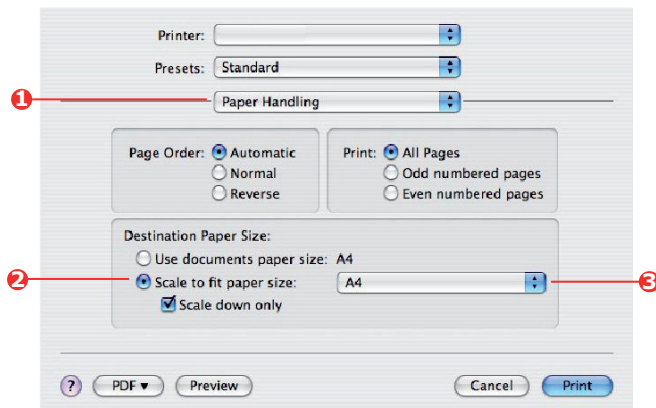 Printer:
Presets: Standard
1
Paper Handling
Page Order: Automatic
Normal
Reverse
Print: All Pages
Odd numbered pages
Even numbered pages
Destination Paper Size:
Use documents paper size: A4
2
Scale to fit paper size: A4
3
Scale down only
? PDF▼ Preview Cancel Print